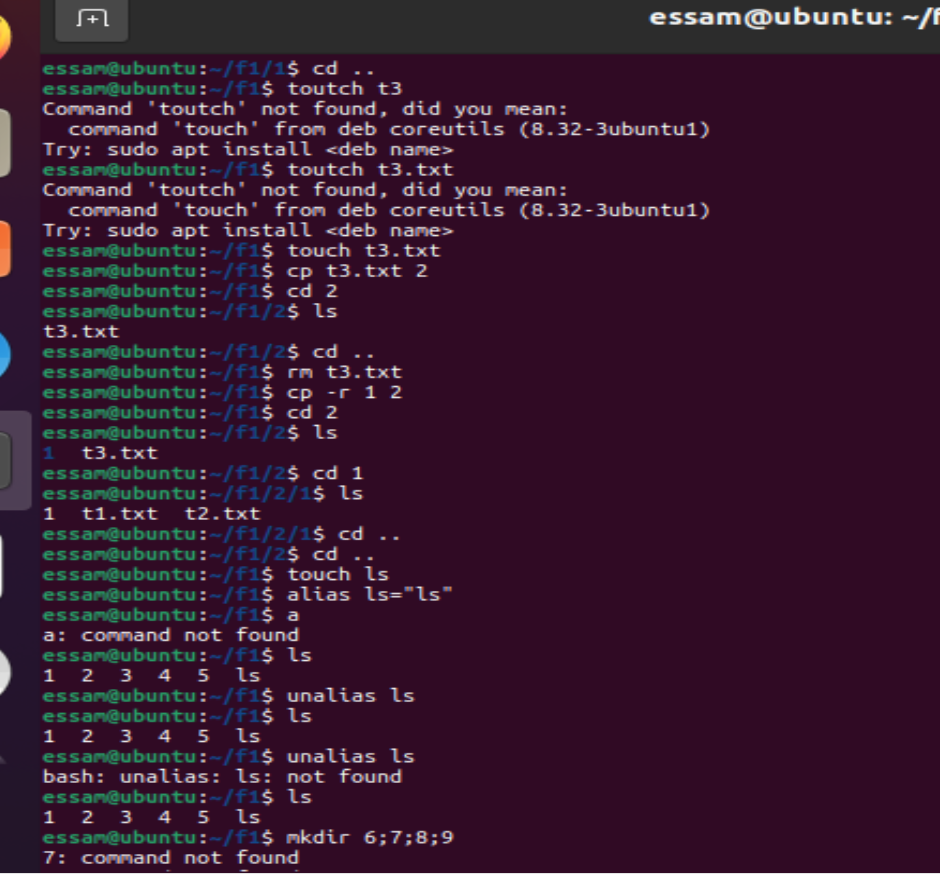 essam@ubuntu: ~/f
essam@ubuntu:~/f1/1$ cd ..
essam@ubuntu:~/f1$ toutch t3
Command 'toutch' not found, did you mean:
  command 'touch' from deb coreutils (8.32-3ubuntu1)
Try: sudo apt install <deb name>
essam@ubuntu:~/f1$ toutch t3.txt
Command 'toutch' not found, did you mean:
  command 'touch' from deb coreutils (8.32-3ubuntu1)
Try: sudo apt install <deb name>
essam@ubuntu:~/f1$ touch t3.txt
essam@ubuntu:~/f1$ cp t3.txt 2
essam@ubuntu:~/f1$ cd 2
essam@ubuntu:~/f1/2$ ls
t3.txt
essam@ubuntu:~/f1/2$ cd ..
essam@ubuntu:~/f1$ rm t3.txt
essam@ubuntu:~/f1$ cp -r 1 2
essam@ubuntu:~/f1$ cd 2
essam@ubuntu:~/f1/2$ ls
1  t3.txt
essam@ubuntu:~/f1/2$ cd 1
essam@ubuntu:~/f1/2/1$ ls
1  t1.txt  t2.txt
essam@ubuntu:~/f1/2/1$ cd ..
essam@ubuntu:~/f1/2$ cd ..
essam@ubuntu:~/f1$ touch ls
essam@ubuntu:~/f1$ alias ls="ls"
essam@ubuntu:~/f1$ a
a: command not found
essam@ubuntu:~/f1$ ls
1  2  3  4  5  ls
essam@ubuntu:~/f1$ unalias ls
essam@ubuntu:~/f1$ ls
1  2  3  4  5  ls
essam@ubuntu:~/f1$ unalias ls
bash: unalias: ls: not found
essam@ubuntu:~/f1$ ls
1  2  3  4  5  ls
essam@ubuntu:~/f1$ mkdir 6;7;8;9
7: command not found